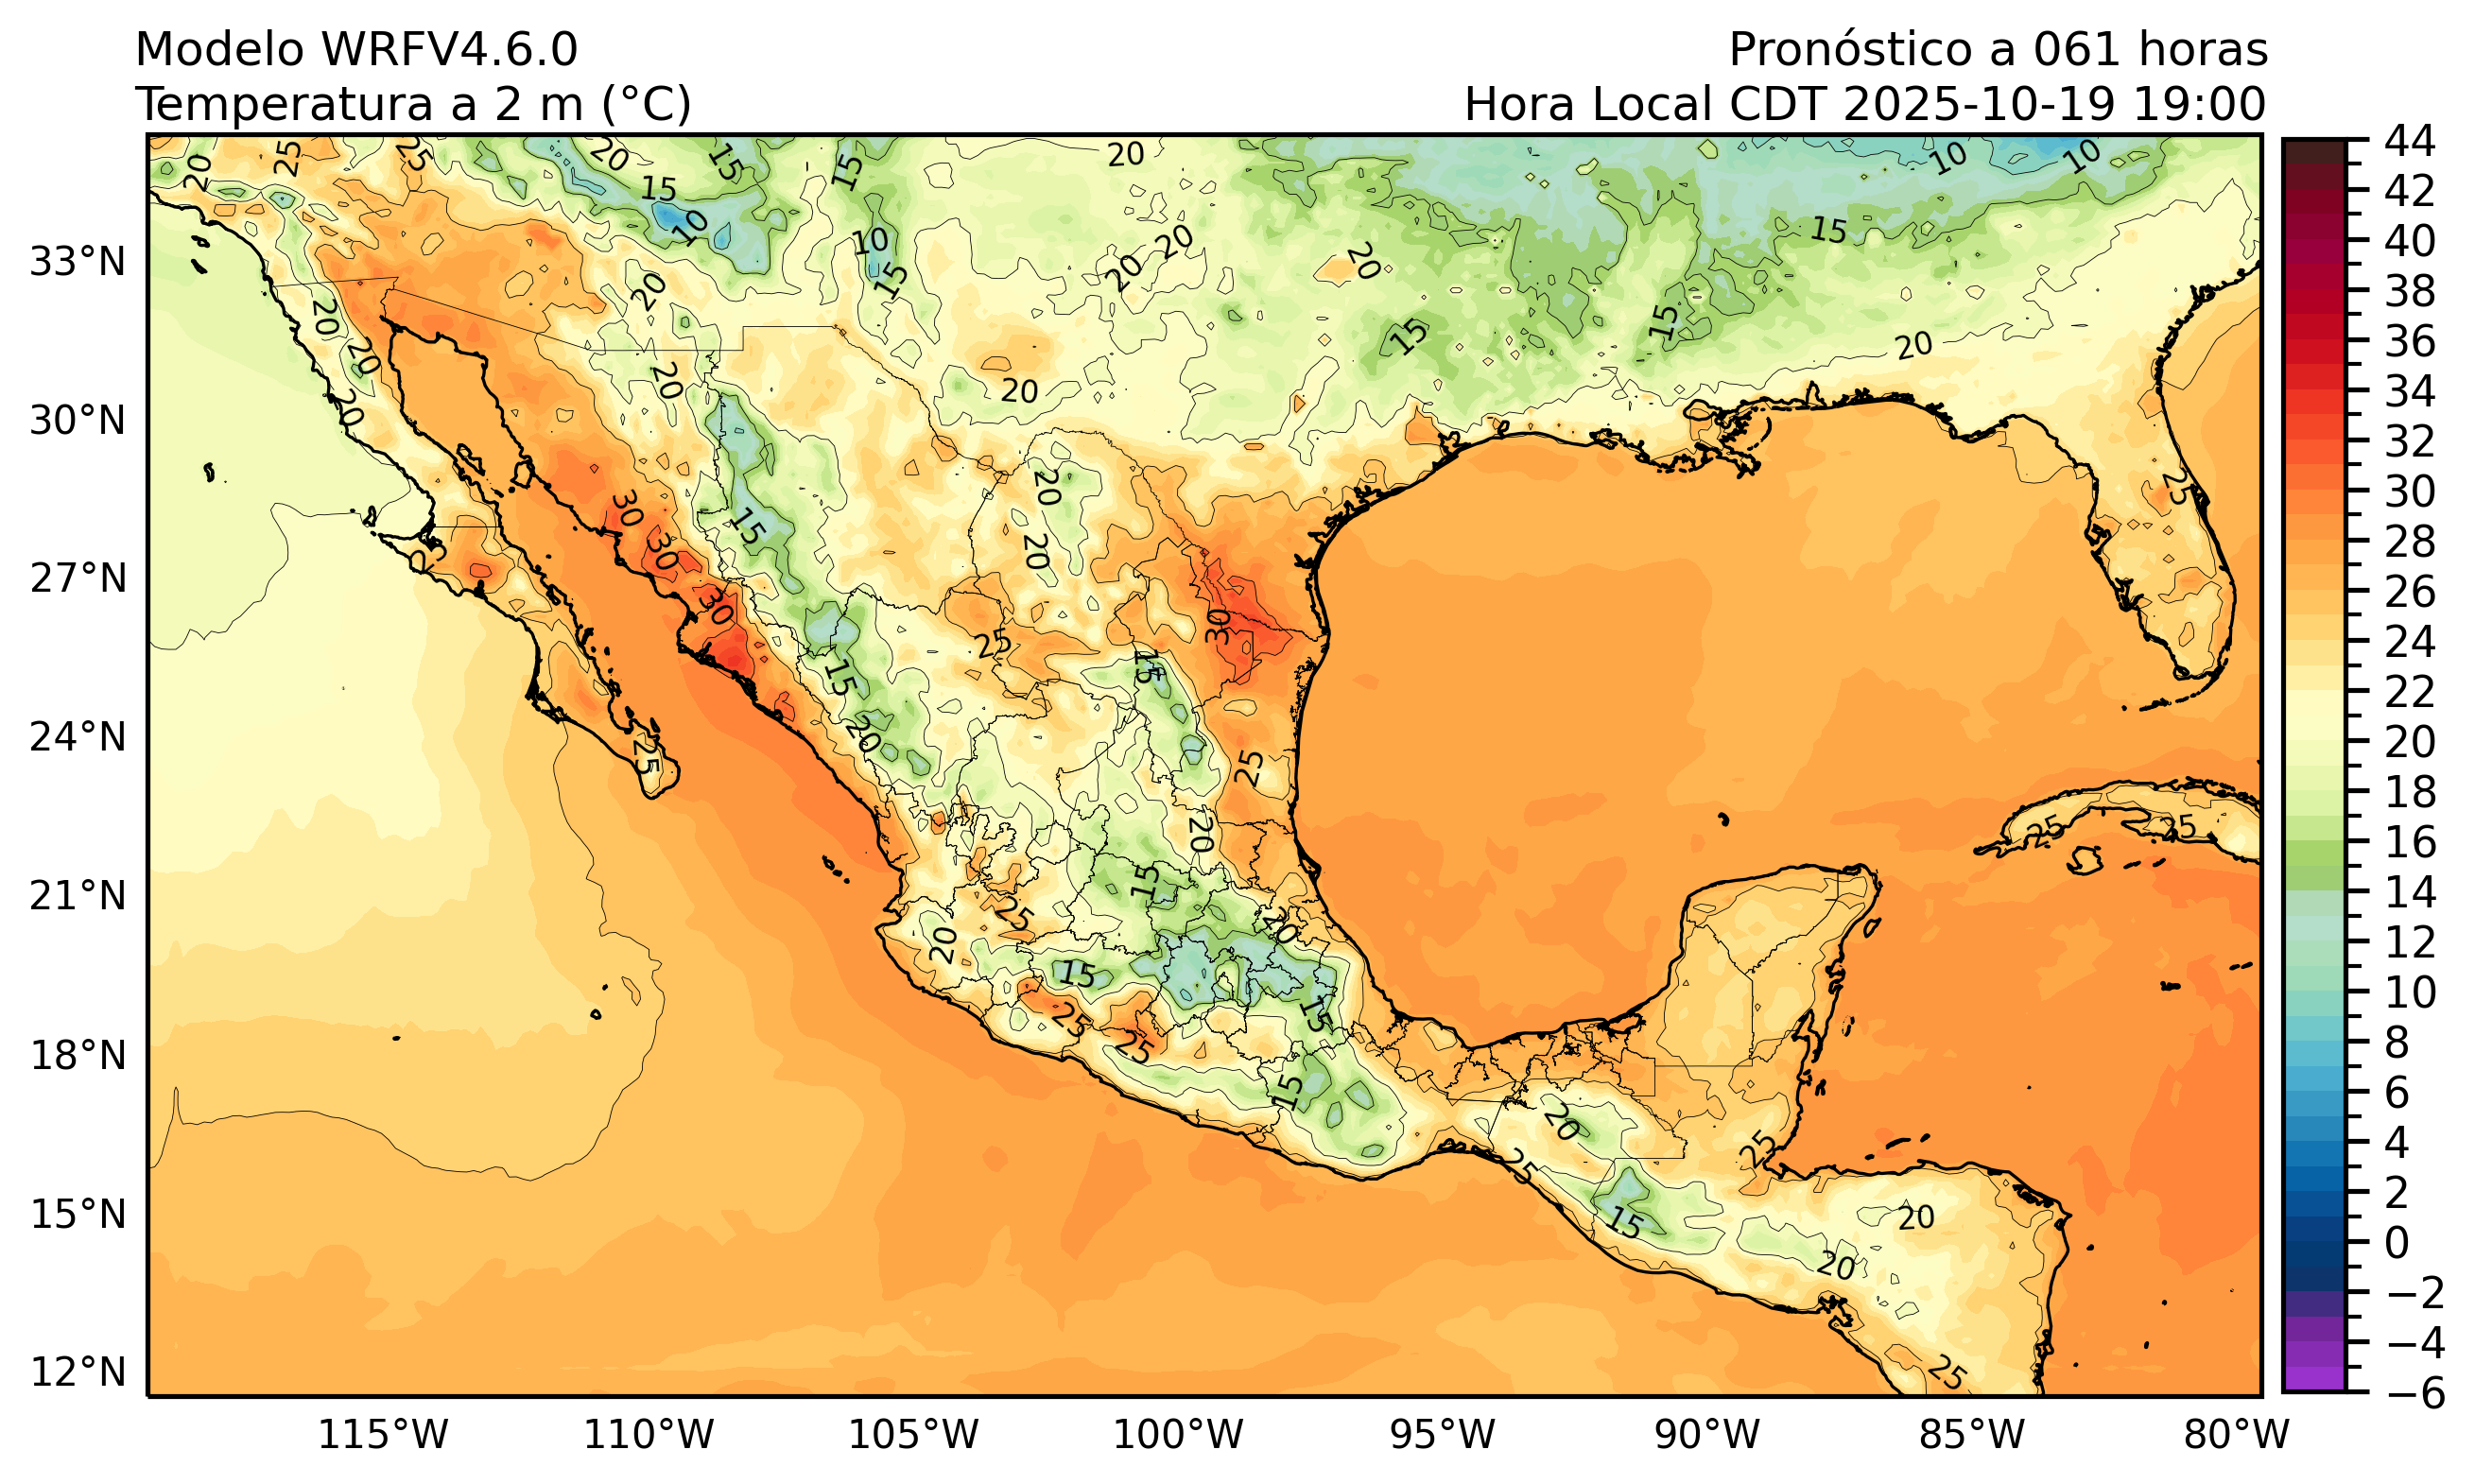 Modelo WRFV4.6.0
Pronóstico a 061 horas
Temperatura a 2 m (°C)
Hora Local CDT 2025-10-19 19:00
20 25 25 20 15 15 15 20 10 10
15 10 10 15 20 20 20 15
33°N
20 20 20 15 15 20
20 20 20
30°N
20 25
30 15 20
25 30 20
27°N
30 30 25
15 15
24°N
20 25 25
20 25 25
21°N
15 25 20 20
15 25 15
18°N
25 15 20 25 25
15°N
15 20 20
12°N
25
115°W 110°W 105°W 100°W 95°W 90°W 85°W 80°W
44
42
40
38
36
34
32
30
28
26
24
22
20
18
16
14
12
10
8
6
4
2
0
−2
−4
−6